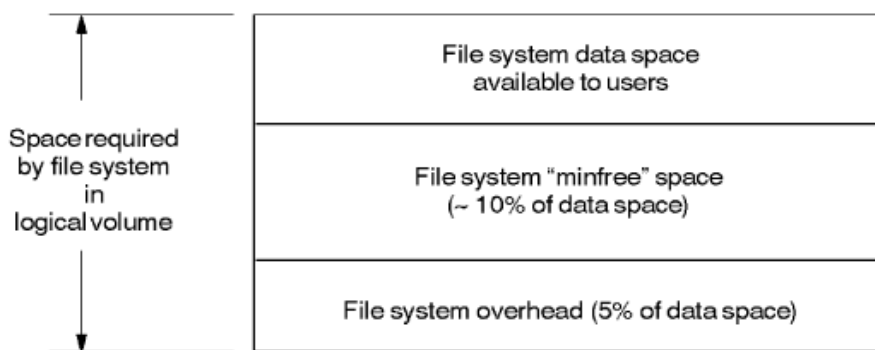 File system data space
available to users
Space required
by file system
in
logical volume
File system “minfree” space
(~ 10% of data space)
File system overhead (5% of data space)